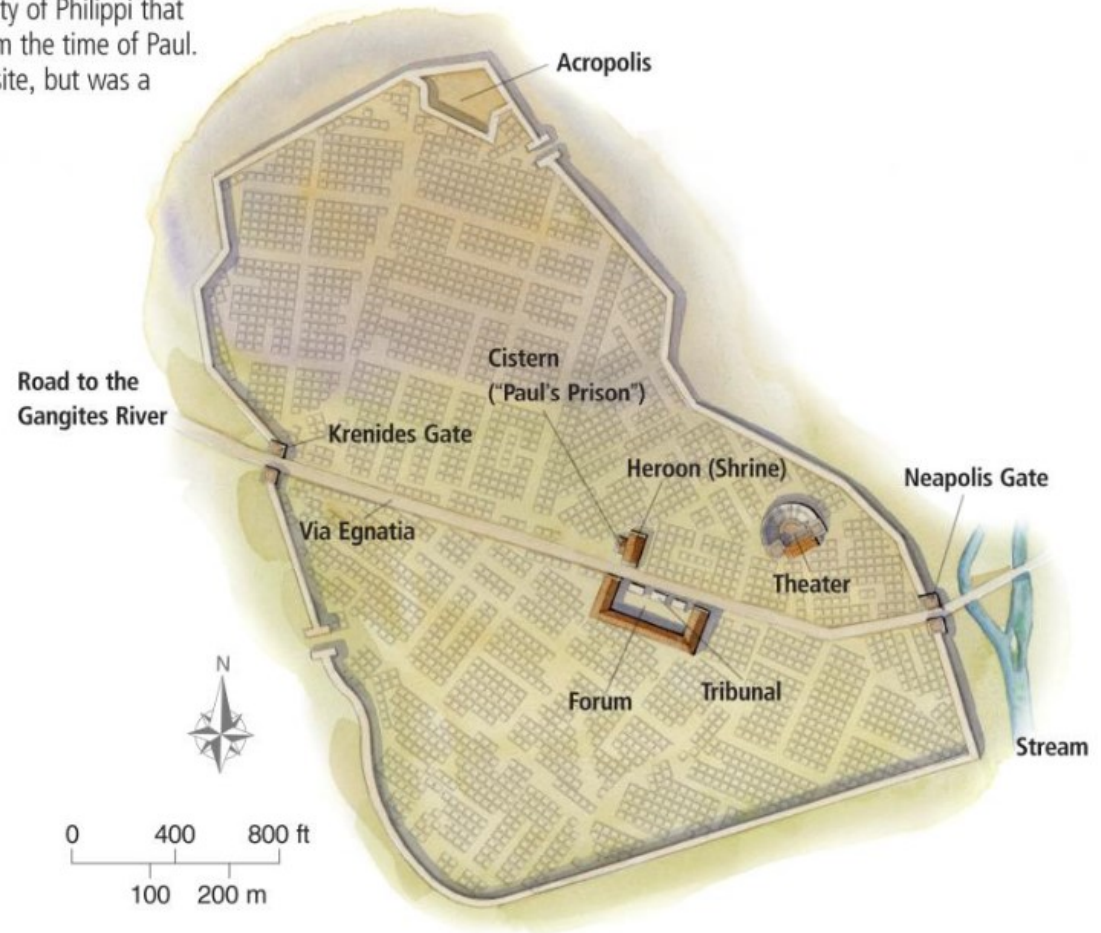 ty of Philippi that
m the time of Paul.
site, but was a
Acropolis
Cistern
("Paul's Prison")
Road to the
Gangites River
Krenides Gate
Heroon (Shrine)
Neapolis Gate
Via Egnatia
Theater
Forum
Tribunal
N
Stream
0 400 800 ft
100 200 m